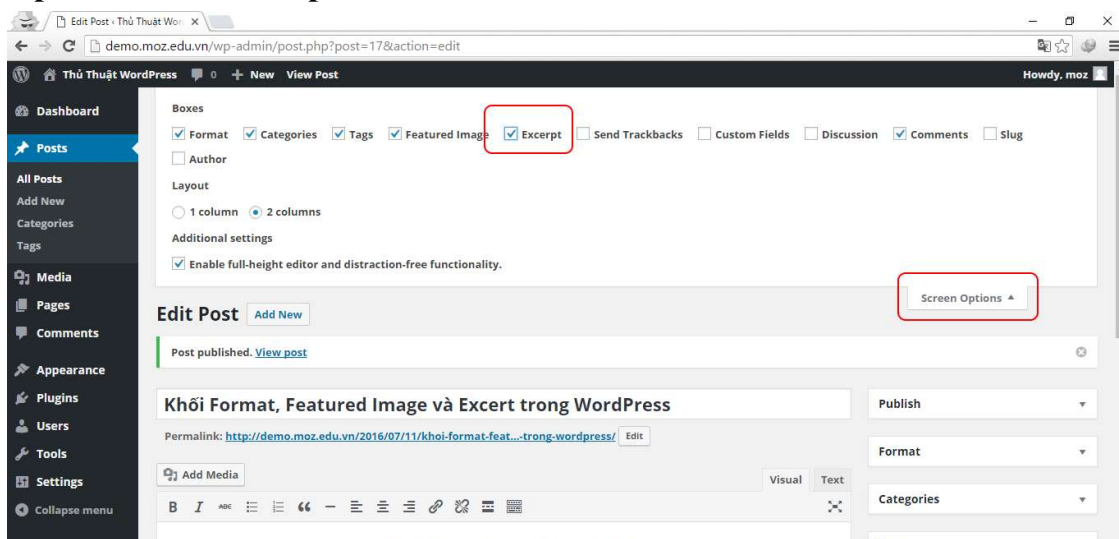 Edit Post ‹ Thủ Thuật Wor
demo.moz.edu.vn/wp-admin/post.php?post=17&action=edit
Thủ Thuật WordPress 0 + New View Post Howdy, moz
Dashboard
Posts
All Posts
Add New
Categories
Tags
Media
Pages
Comments
Appearance
Plugins
Users
Tools
Settings
Collapse menu
Boxes
Format Categories Tags Featured Image Excerpt Send Trackbacks Custom Fields Discussion Comments Slug
Author
Layout
1 column 2 columns
Additional settings
Enable full-height editor and distraction-free functionality.
Screen Options
Edit Post Add New
Post published. View post
Khối Format, Featured Image và Excert trong WordPress
Permalink: http://demo.moz.edu.vn/2016/07/11/khoi-format-feat...-trong-wordpress/ Edit
Add Media
Visual Text
B I ABC
Publish
Format
Categories